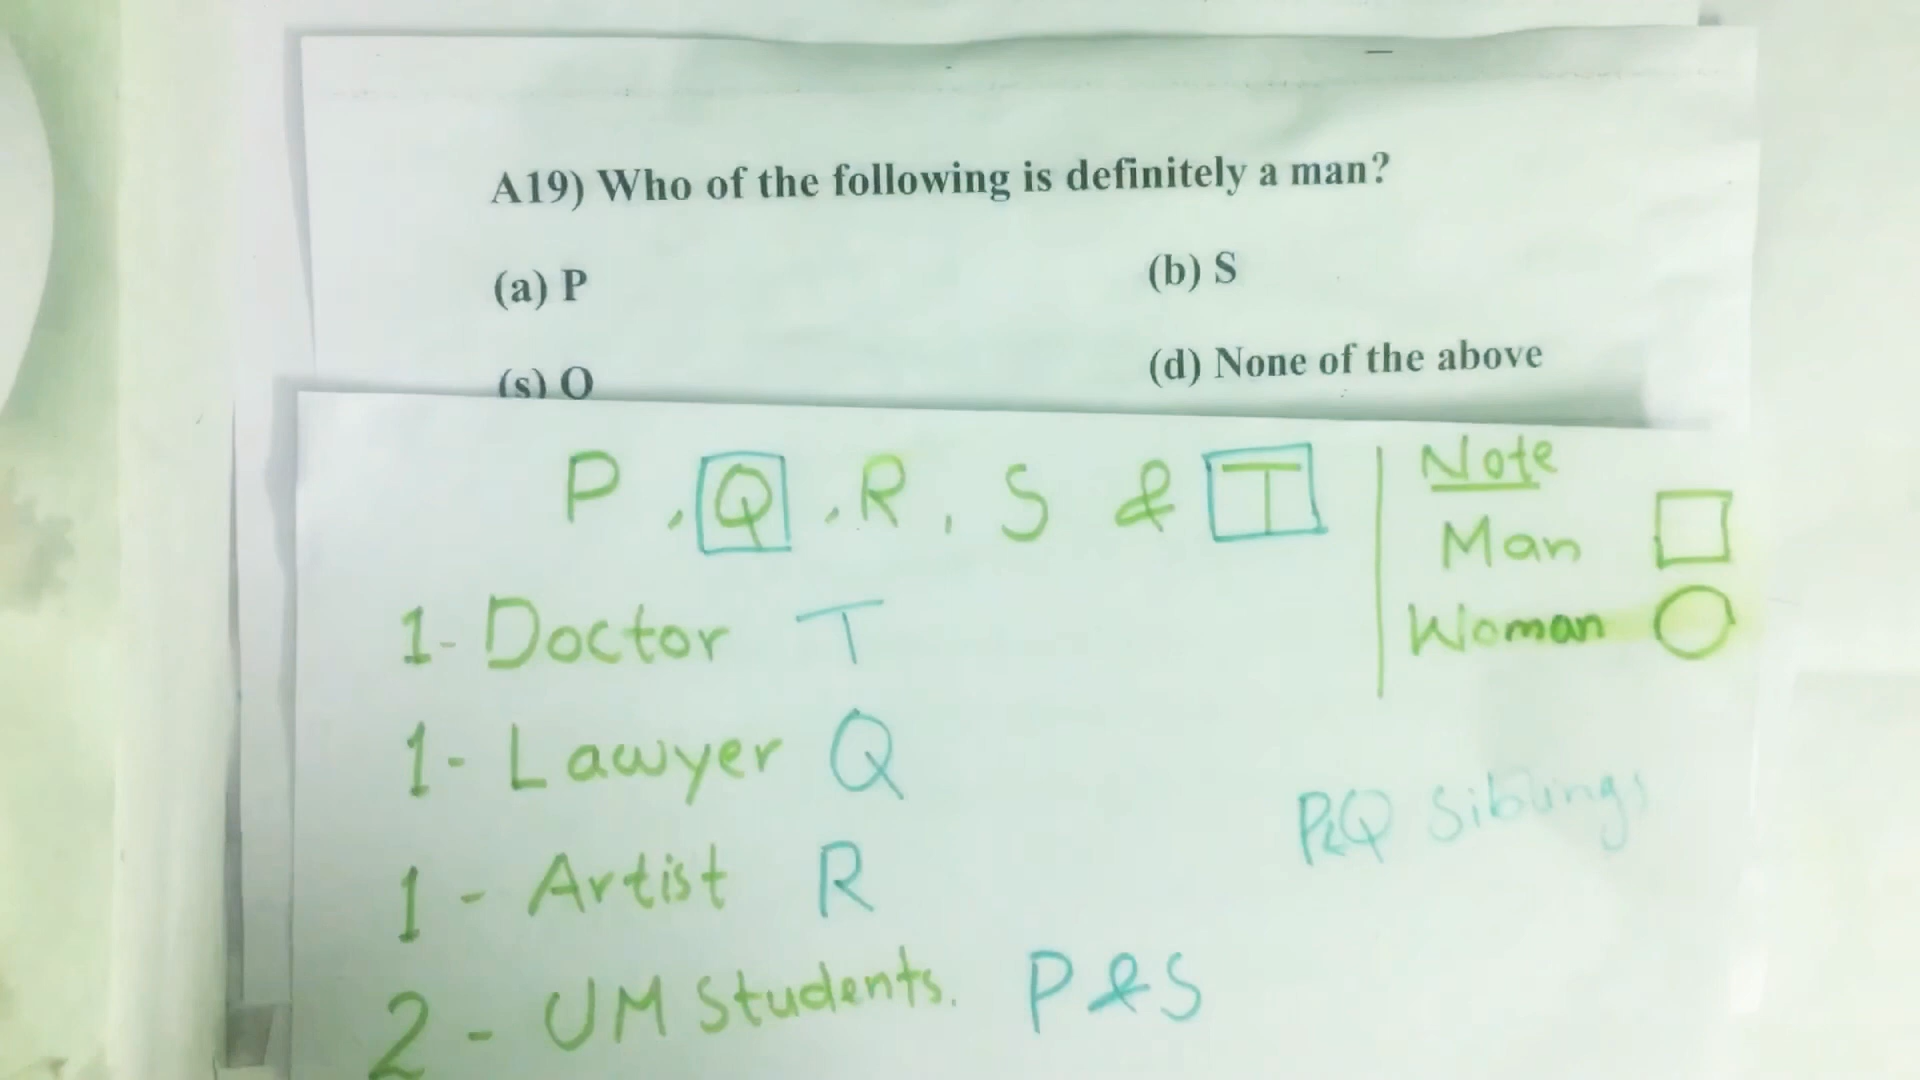 A19) Who of the following is definitely a man?
(a) P
(b) S
(s) Q
(d) None of the above
P, Q, R, S & T
Note
Man
Woman
1- Doctor T
1- Lawyer Q
1- Artist R
P&Q Siblings
2- UM Students. P & S